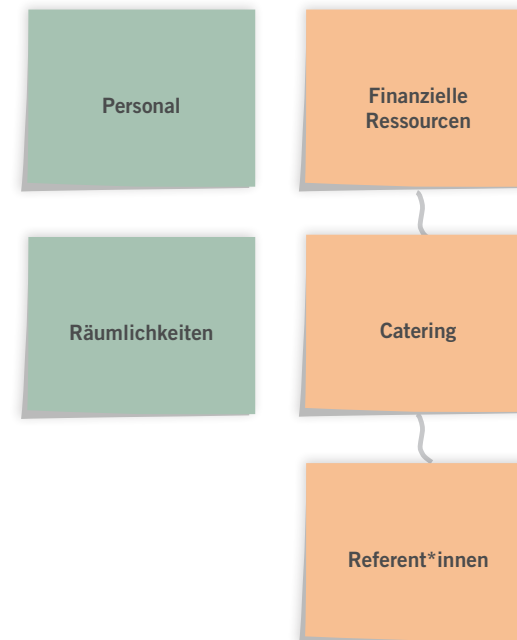 Personal
Finanzielle
Ressourcen
Räumlichkeiten
Catering
Referent*innen